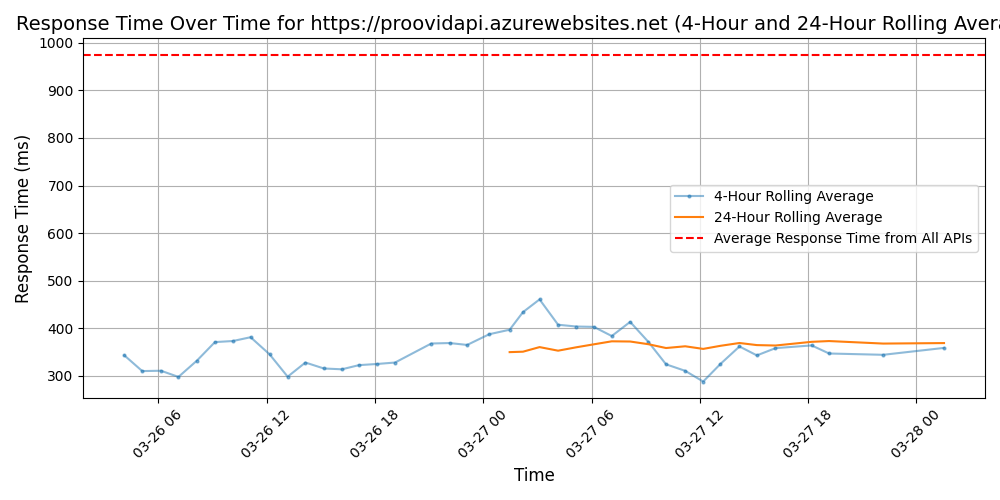 Response Time Over Time for https://proovidapi.azurewebsites.net (4-Hour and 24-Hour Rolling Avera
Response Time (ms)
1000
900
800
700
600
500
400
300
4-Hour Rolling Average
24-Hour Rolling Average
Average Response Time from All APIs
03-26 06
03-26 12
03-26 18
03-27 00
03-27 06
03-27 12
03-27 18
03-28 00
Time